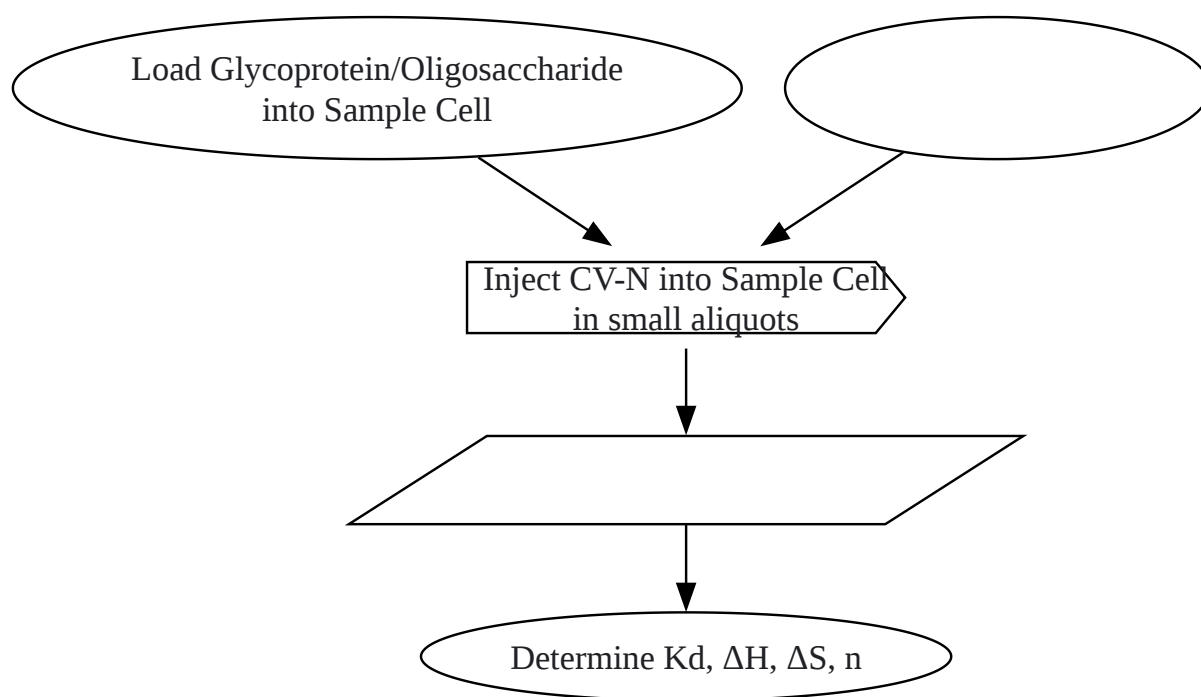 Load Glycoprotein/Oligosaccharide
into Sample Cell
Inject CV-N into Sample Cell
in small aliquots
Determine Kd, ΔH, ΔS, n